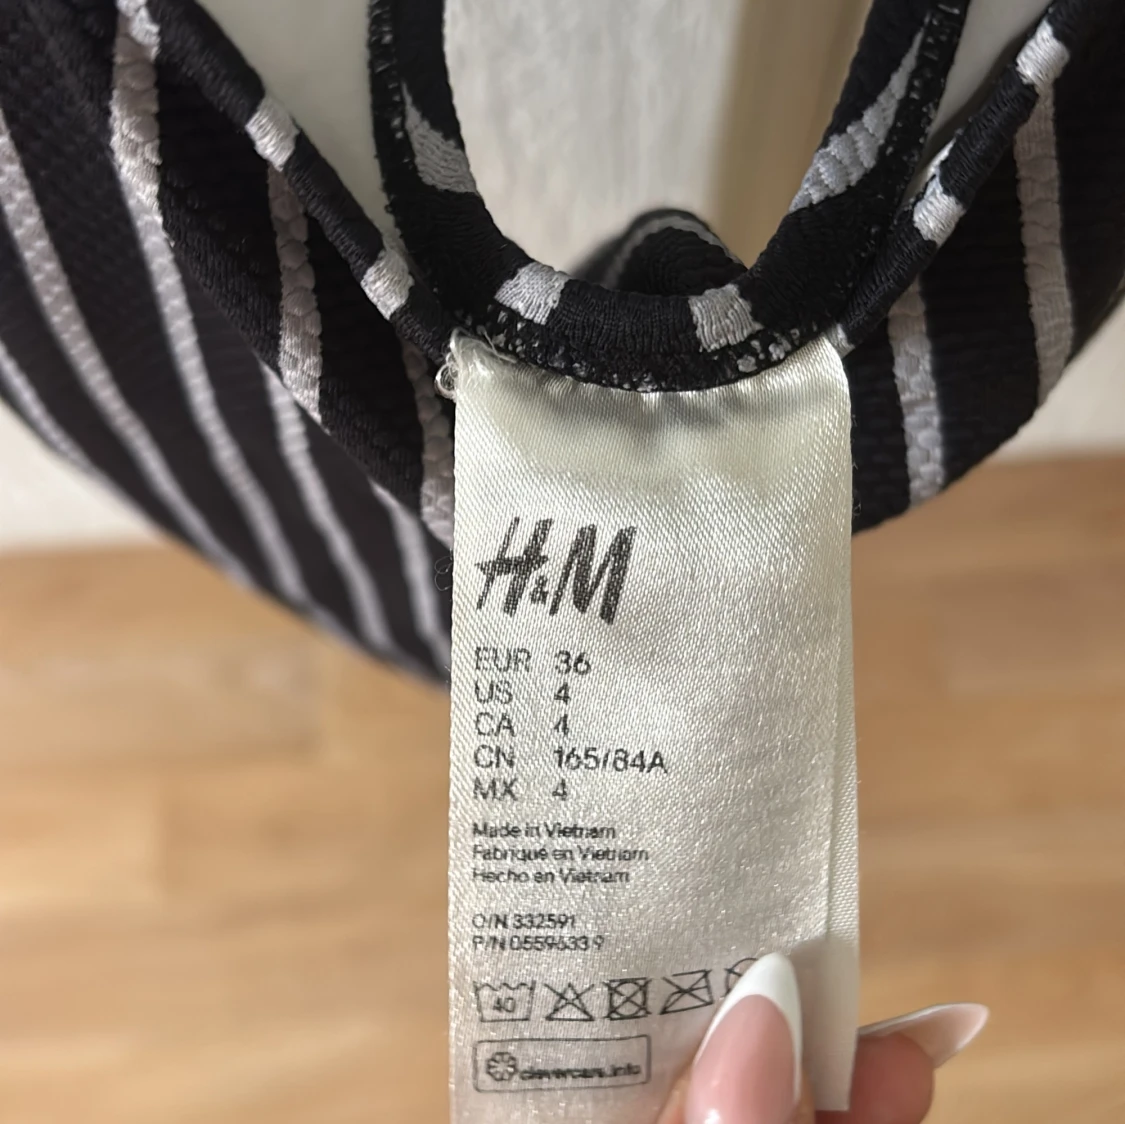 H&M
EUR 36
US 4
CA 4
CN 165/84A
MX 4
Made in Vietnam
Fabriqué en Vietnam
Hecho en Vietnam
O/N 332591
P/N 0559633 9
40
clevercare.info